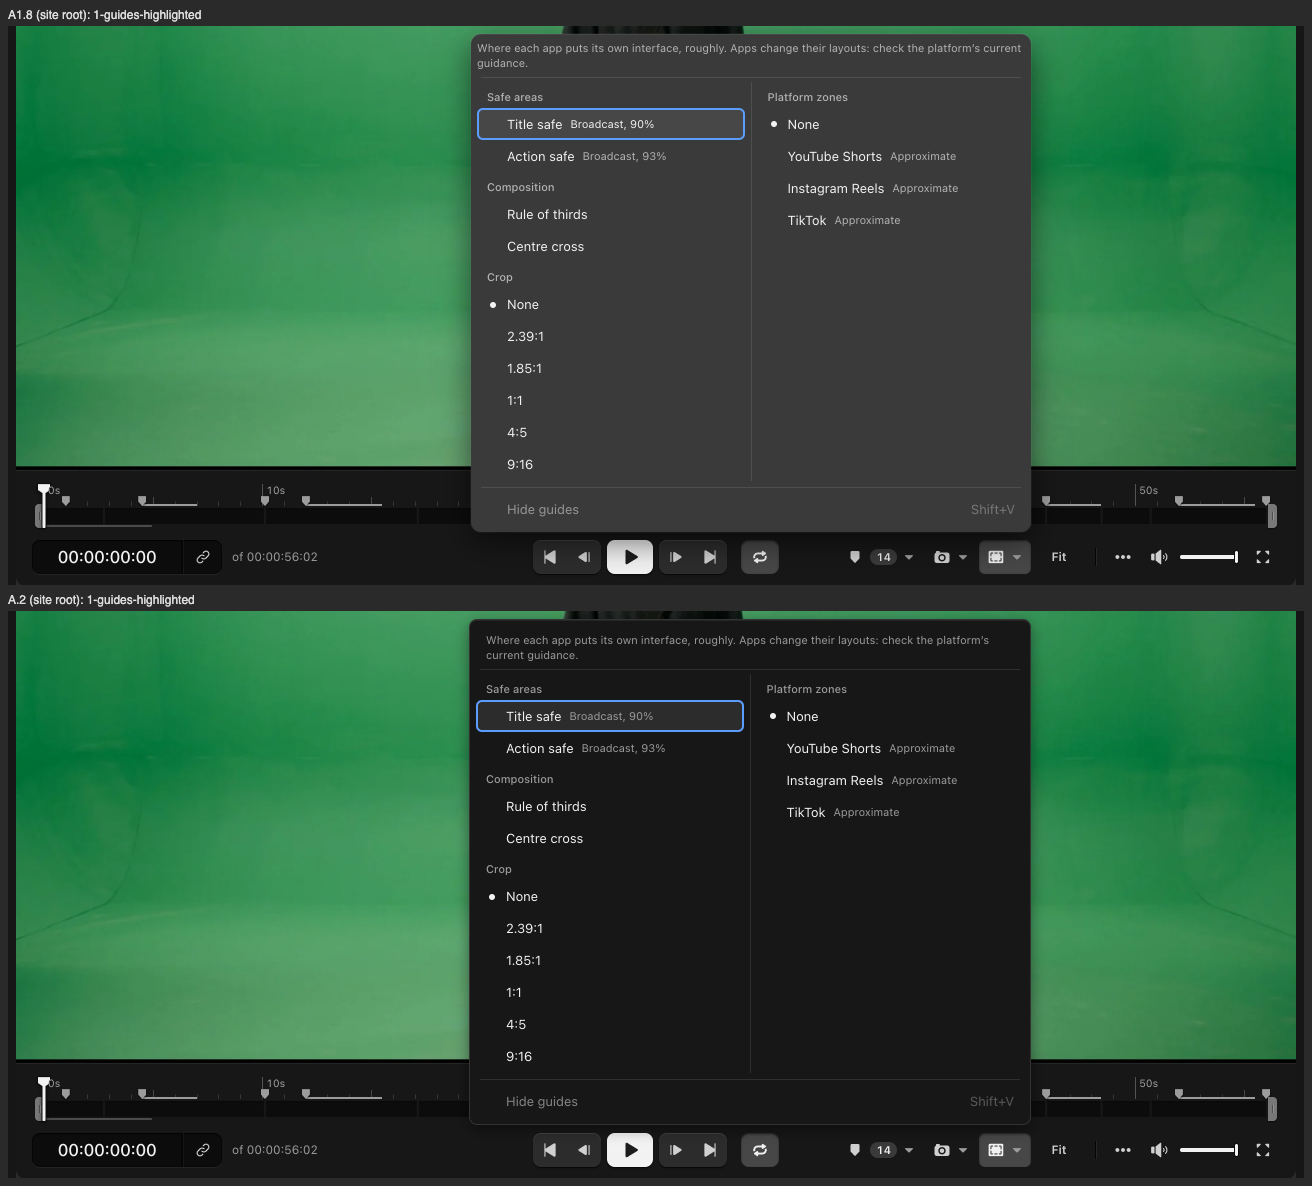 A1.8 (site root): 1-guides-highlighted
Where each app puts its own interface, roughly. Apps change their layouts: check the platform's current
guidance.
Safe areas
Title safe Broadcast, 90%
Action safe Broadcast, 93%
Composition
Rule of thirds
Centre cross
Crop
None
2.39:1
1.85:1
1:1
4:5
9:16
Platform zones
None
YouTube Shorts Approximate
Instagram Reels Approximate
TikTok Approximate
Hide guides Shift+V
0s 10s 50s
00:00:00:00 of 00:00:56:02 14 Fit
A.2 (site root): 1-guides-highlighted
Where each app puts its own interface, roughly. Apps change their layouts: check the platform's
current guidance.
Safe areas
Title safe Broadcast, 90%
Action safe Broadcast, 93%
Composition
Rule of thirds
Centre cross
Crop
None
2.39:1
1.85:1
1:1
4:5
9:16
Platform zones
None
YouTube Shorts Approximate
Instagram Reels Approximate
TikTok Approximate
Hide guides Shift+V
0s 10s 50s
00:00:00:00 of 00:00:56:02 14 Fit